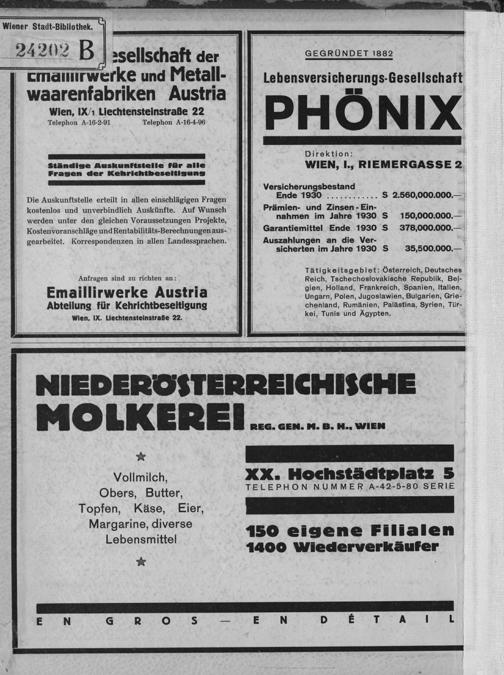 Wiener Stadt-Bibliothek.
24202 B
esellschaft der
Emaillirwerke und Metall-
waarenfabriken Austria
Wien, IX/1 Liechtensteinstraße 22
Telephon A-16-2-91 Telephon A-16-4-96
Ständige Auskunftstelle für alle
Fragen der Kehrichtbeseitigung
Die Auskunftstelle erteilt in allen einschlägigen Fragen
kostenlos und unverbindlich Auskünfte. Auf Wunsch
werden unter den gleichen Voraussetzungen Projekte,
Kostenvoranschläge und Rentabilitäts-Berechnungen aus-
gearbeitet. Korrespondenzen in allen Landessprachen.
Anfragen sind zu richten an:
Emaillirwerke Austria
Abteilung für Kehrichtbeseitigung
Wien, IX. Liechtensteinstraße 22.
GEGRÜNDET 1882
Lebensversicherungs-Gesellschaft
PHÖNIX
Direktion:
WIEN, I., RIEMERGASSE 2
Versicherungsbestand
Ende 1930 ............ S 2.560,000.000.—
Prämien- und Zinsen-Ein-
nahmen im Jahre 1930 S 150,000.000.—
Garantiemittel Ende 1930 S 378,000.000.—
Auszahlungen an die Ver-
sicherten im Jahre 1930 S 35,500.000.—
Tätigkeitsgebiet: Österreich, Deutsches
Reich, Tschechoslovakische Republik, Bel-
gien, Holland, Frankreich, Spanien, Italien,
Ungarn, Polen, Jugoslawien, Bulgarien, Grie-
chenland, Rumänien, Palästina, Syrien, Tür-
kei, Tunis und Ägypten.
NIEDERÖSTERREICHISCHE
MOLKEREI REG. GEN. M. B. H., WIEN
Vollmilch,
Obers, Butter,
Topfen, Käse, Eier,
Margarine, diverse
Lebensmittel
XX. Hochstädtplatz 5
TELEPHON NUMMER A-42-5-80 SERIE
150 eigene Filialen
1400 Wiederverkäufer
EN GROS — EN DÉTAIL